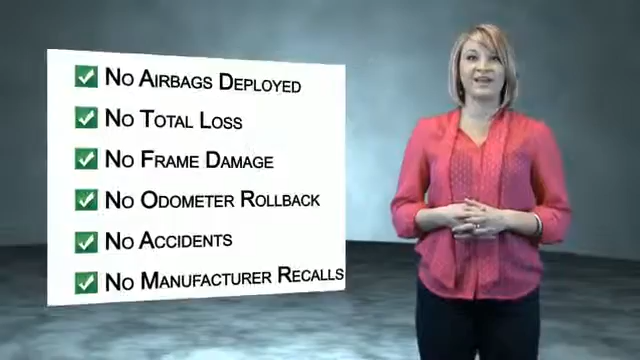 No Airbags Deployed
No Total Loss
No Frame Damage
No Odometer Rollback
No Accidents
No Manufacturer Recalls